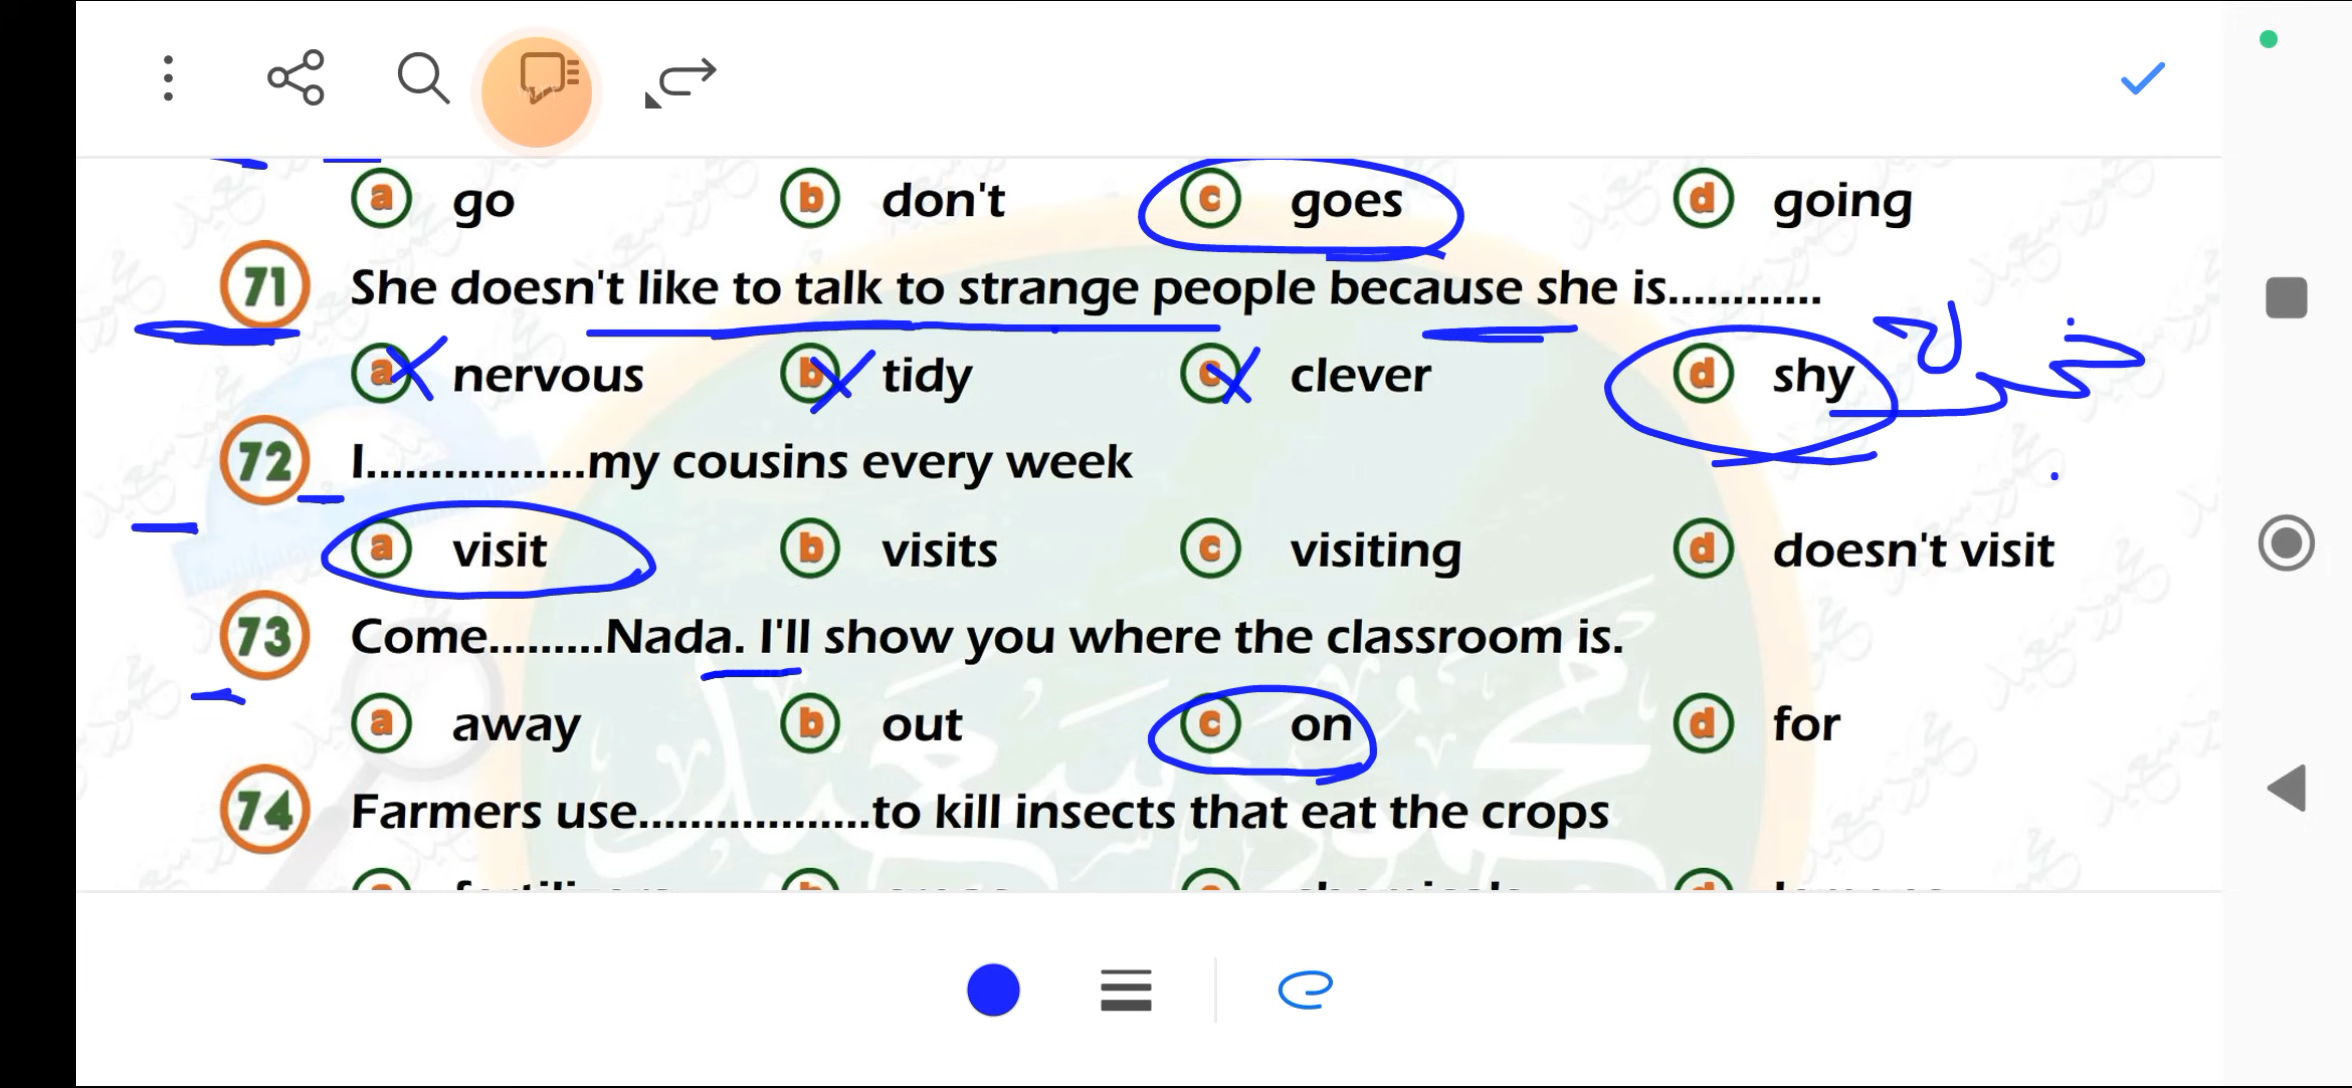 a go b don't c goes d going
71 She doesn't like to talk to strange people because she is............
a nervous b tidy c clever d shy
72 I.................my cousins every week
a visit b visits c visiting d doesn't visit
73 Come.........Nada. I'll show you where the classroom is.
a away b out c on d for
74 Farmers use..................to kill insects that eat the crops